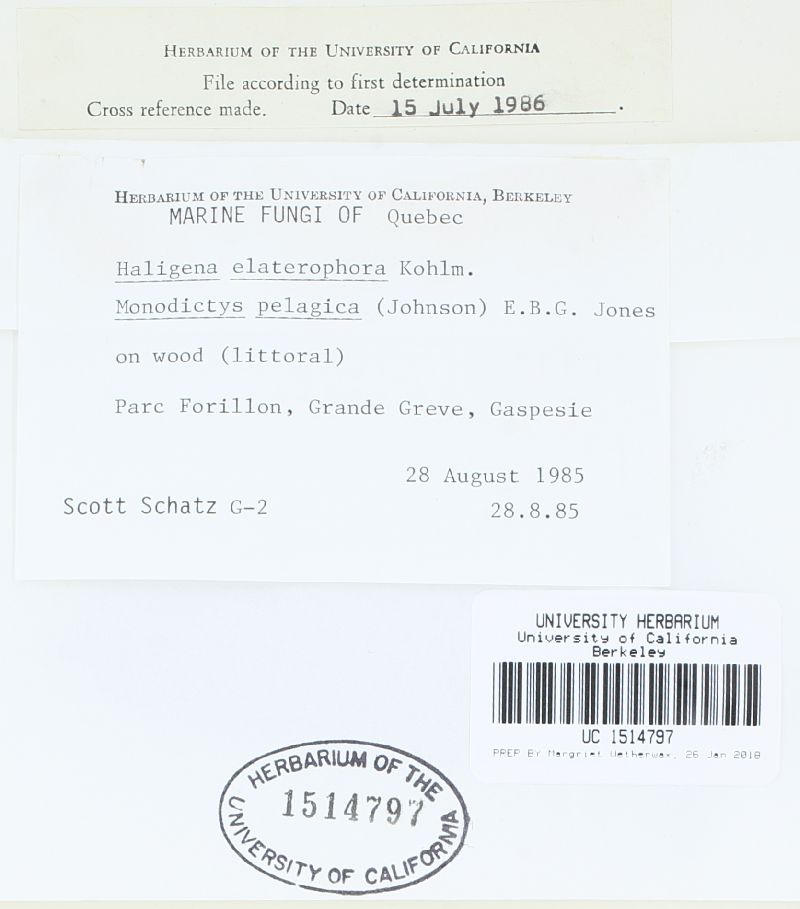 HERBARIUM OF THE UNIVERSITY OF CALIFORNIA
File according to first determination
Cross reference made. Date 15 July 1986.
HERBARIUM OF THE UNIVERSITY OF CALIFORNIA, BERKELEY
MARINE FUNGI OF Quebec
Haligena elaterophora Kohlm.
Monodictys pelagica (Johnson) E.B.G. Jones
on wood (littoral)
Parc Forillon, Grande Greve, Gaspesie
28 August 1985
Scott Schatz G-2 28.8.85
UNIVERSITY HERBARIUM
University of California
Berkeley
UC 1514797
PREP BY Margriet Wetherwax, 26 Jan 2018
HERBARIUM OF THE
1514797
UNIVERSITY OF CALIFORNIA